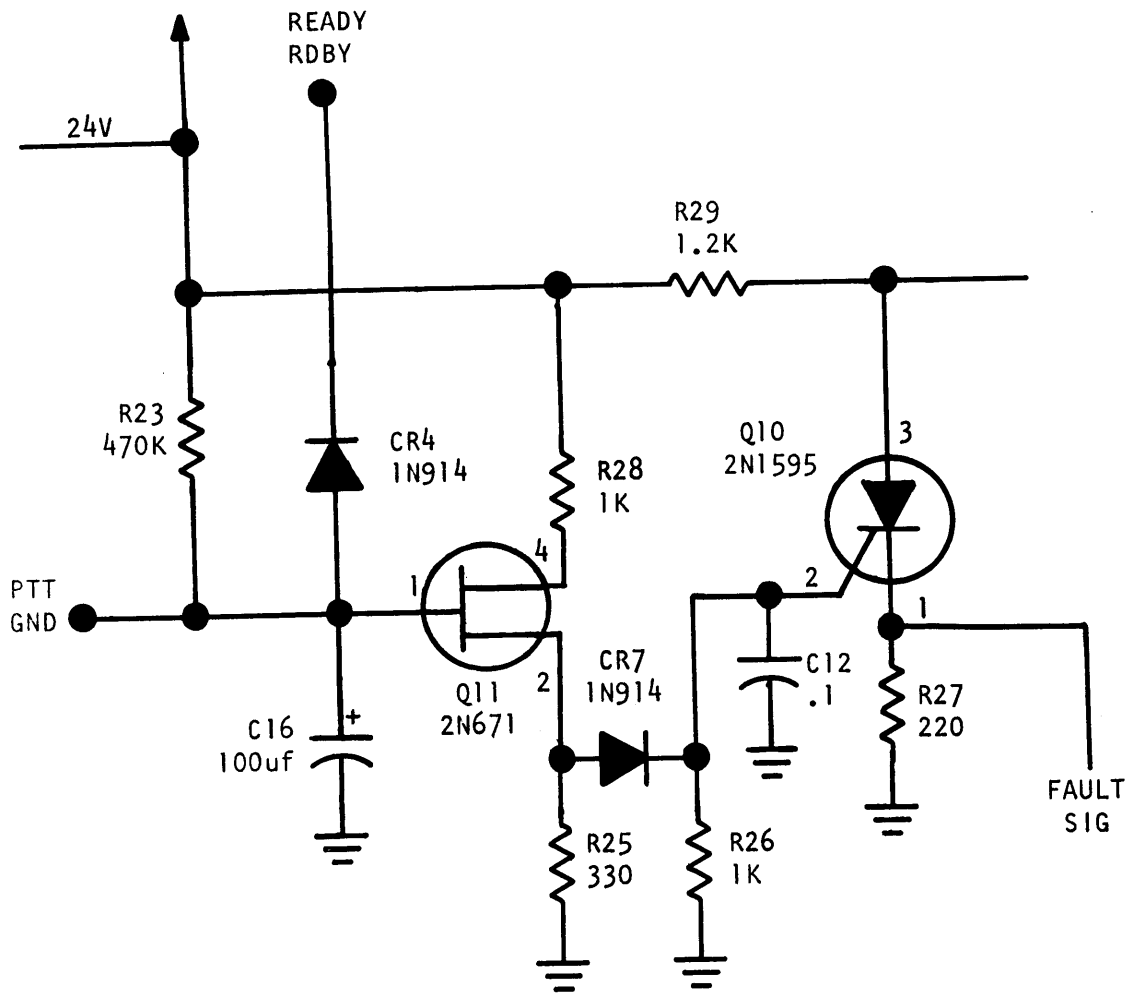 READY
RDBY
24V
R29
1.2K
R23
470K
CR4
1N914
R28
1K
Q10
2N1595
3
PTT
GND
1
4
2
1
Q11
2N671
2
CR7
1N914
C12
.1
R27
220
C16
100uf
+
FAULT
SIG
R25
330
R26
1K